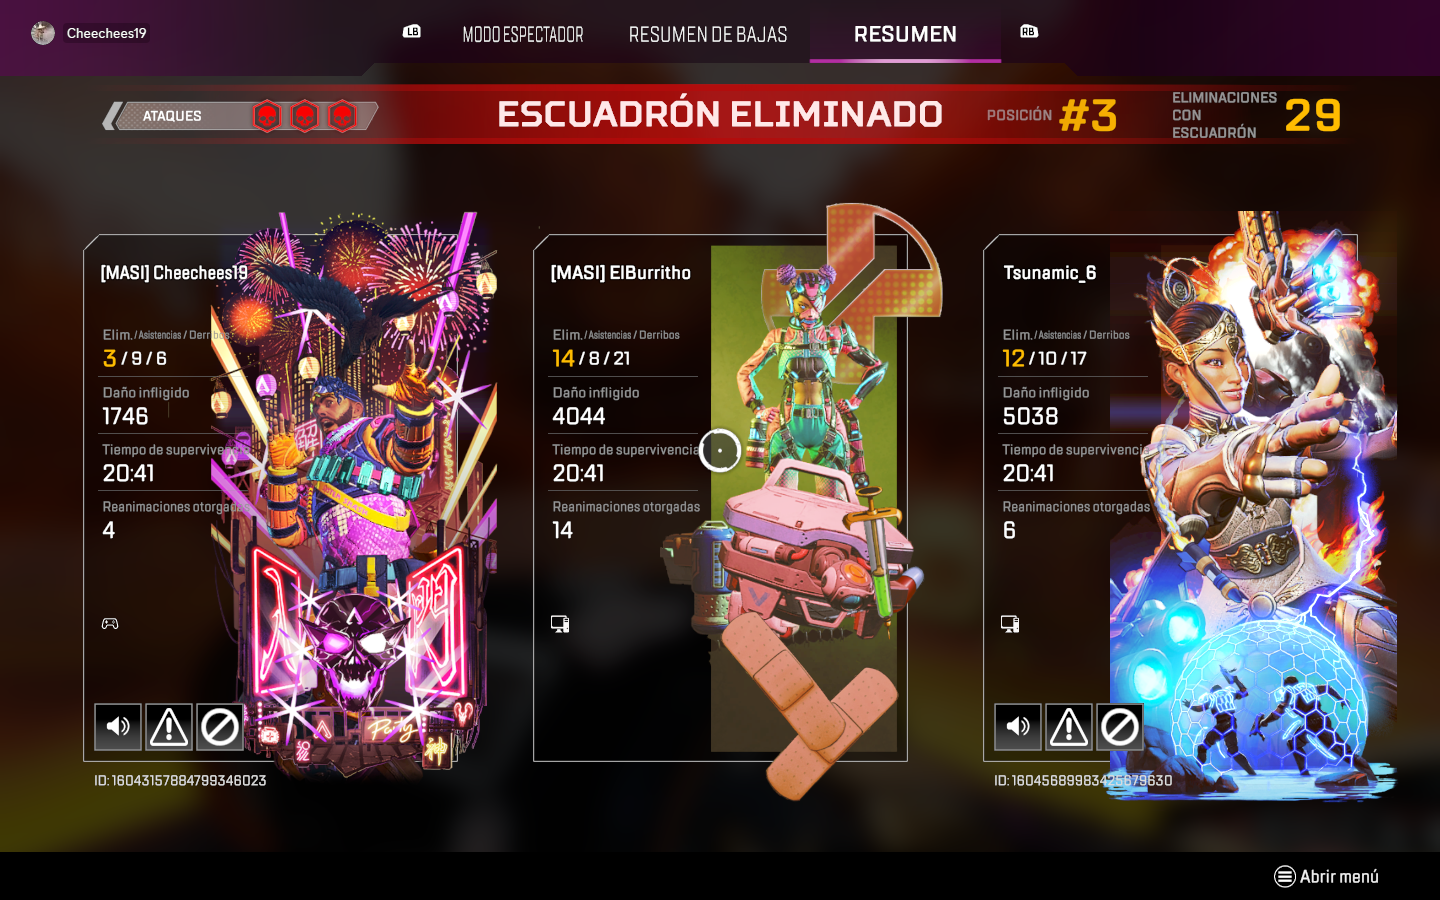 Cheechees19
LB
MODO ESPECTADOR
RESUMEN DE BAJAS
RESUMEN
RB
ATAQUES
ESCUADRÓN ELIMINADO
POSICIÓN #3
ELIMINACIONES
CON
ESCUADRÓN
29
[MASI] Cheechees19
Elim./Asistencias / Derribos
3 / 9 / 6
Daño infligido
1746
Tiempo de supervivencia
20:41
Reanimaciones otorgadas
4
ID: 16043157884799346023
[MASI] ElBurritho
Elim./Asistencias / Derribos
14 / 8 / 21
Daño infligido
4044
Tiempo de supervivencia
20:41
Reanimaciones otorgadas
14
Tsunamic_6
Elim./Asistencias / Derribos
12 / 10 / 17
Daño infligido
5038
Tiempo de supervivencia
20:41
Reanimaciones otorgadas
6
Abrir menú